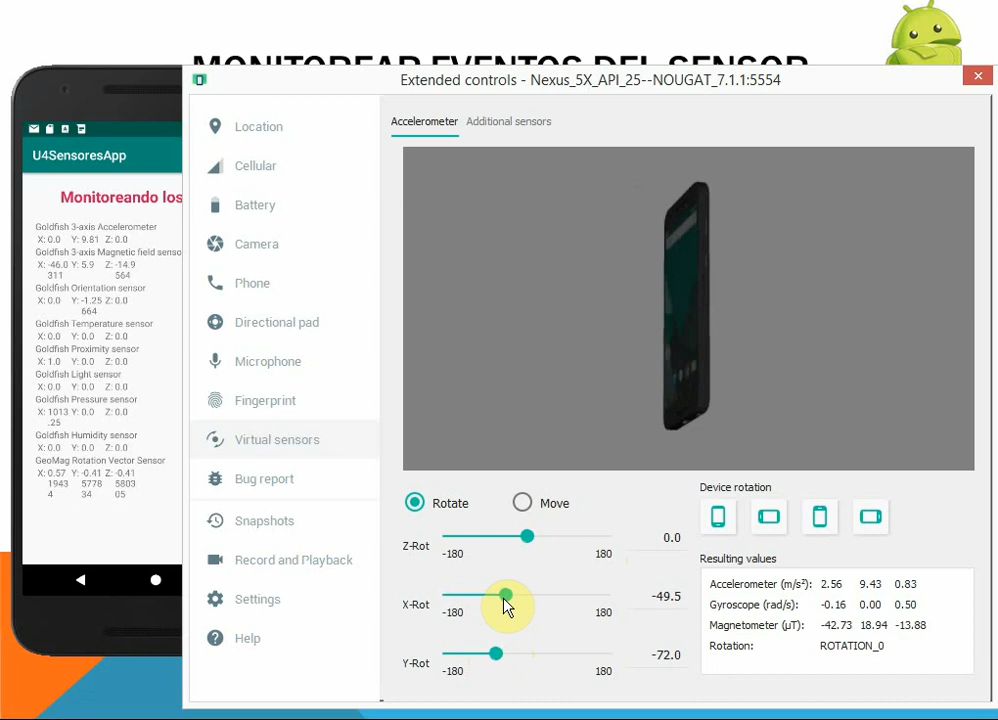 MONITOREAR EVENTOS DEL SENSOR
Extended controls - Nexus_5X_API_25--NOUGAT_7.1.1:5554
U4SensoresApp
Monitoreando los
Goldfish 3-axis Accelerometer
X: 0.0 Y: 9.81 Z: 0.0
Goldfish 3-axis Magnetic field senso
X: -46.0 Y: 5.9 Z: -14.9
311 564
Goldfish Orientation sensor
X: 0.0 Y: -1.25 Z: 0.0
664
Goldfish Temperature sensor
X: 0.0 Y: 0.0 Z: 0.0
Goldfish Proximity sensor
X: 1.0 Y: 0.0 Z: 0.0
Goldfish Light sensor
X: 0.0 Y: 0.0 Z: 0.0
Goldfish Pressure sensor
X: 1013 Y: 0.0 Z: 0.0
.25
Goldfish Humidity sensor
X: 0.0 Y: 0.0 Z: 0.0
GeoMag Rotation Vector Sensor
X: 0.57 Y: -0.41 Z: -0.41
1943 5778 5803
4 34 05
Location
Cellular
Battery
Camera
Phone
Directional pad
Microphone
Fingerprint
Virtual sensors
Bug report
Snapshots
Record and Playback
Settings
Help
Accelerometer Additional sensors
Rotate Move
Z-Rot -180 180 0.0
X-Rot -180 180 -49.5
Y-Rot -180 180 -72.0
Device rotation
Resulting values
Accelerometer (m/s²): 2.56 9.43 0.83
Gyroscope (rad/s): -0.16 0.00 0.50
Magnetometer (μT): -42.73 18.94 -13.88
Rotation: ROTATION_0